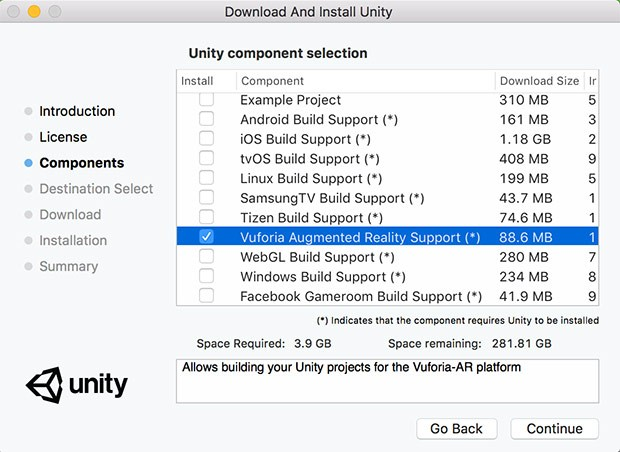 Download And Install Unity
Unity component selection
Install Component Download Size In
Introduction
License
Components
Destination Select
Download
Installation
Summary
Example Project 310 MB 5
Android Build Support (*) 161 MB 3
iOS Build Support (*) 1.18 GB 2
tvOS Build Support (*) 408 MB 9
Linux Build Support (*) 199 MB 5
SamsungTV Build Support (*) 43.7 MB 1
Tizen Build Support (*) 74.6 MB 1
Vuforia Augmented Reality Support (*) 88.6 MB 1
WebGL Build Support (*) 280 MB 7
Windows Build Support (*) 234 MB 8
Facebook Gameroom Build Support (*) 41.9 MB 9
(*) Indicates that the component requires Unity to be installed
Space Required: 3.9 GB Space remaining: 281.81 GB
Allows building your Unity projects for the Vuforia-AR platform
unity
Go Back Continue